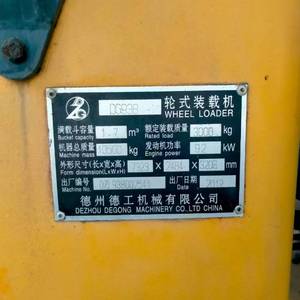 轮式装载机
WHEEL LOADER
满载斗容量 1.7 m³ 额定装载质量 3000 kg
Bucket capacity Rated load
机器总质量 kg 发动机功率 92 kw
Machine mass Engine power
外形尺寸(长x宽x高) mm
Form dimension(LxWxH)
出厂编号 出厂日期
Machine No. Date
德州德工机械有限公司
DEZHOU DEGONG MACHINERY CO.LTD CHINA